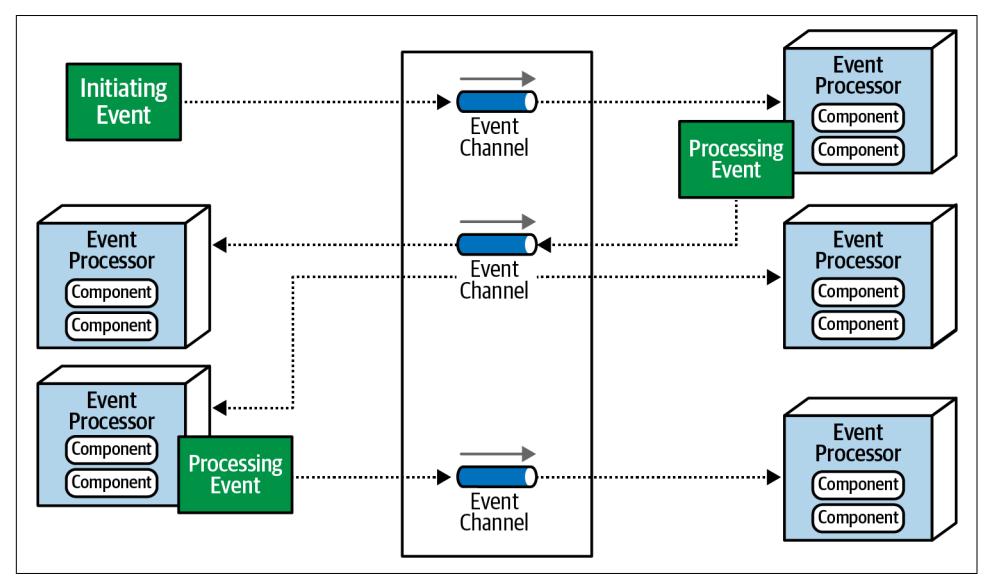 Initiating
Event
Event
Channel
Event
Processor
Component
Component
Processing
Event
Event
Processor
Component
Component
Event
Channel
Event
Processor
Component
Component
Event
Processor
Component
Component
Processing
Event
Event
Channel
Event
Processor
Component
Component